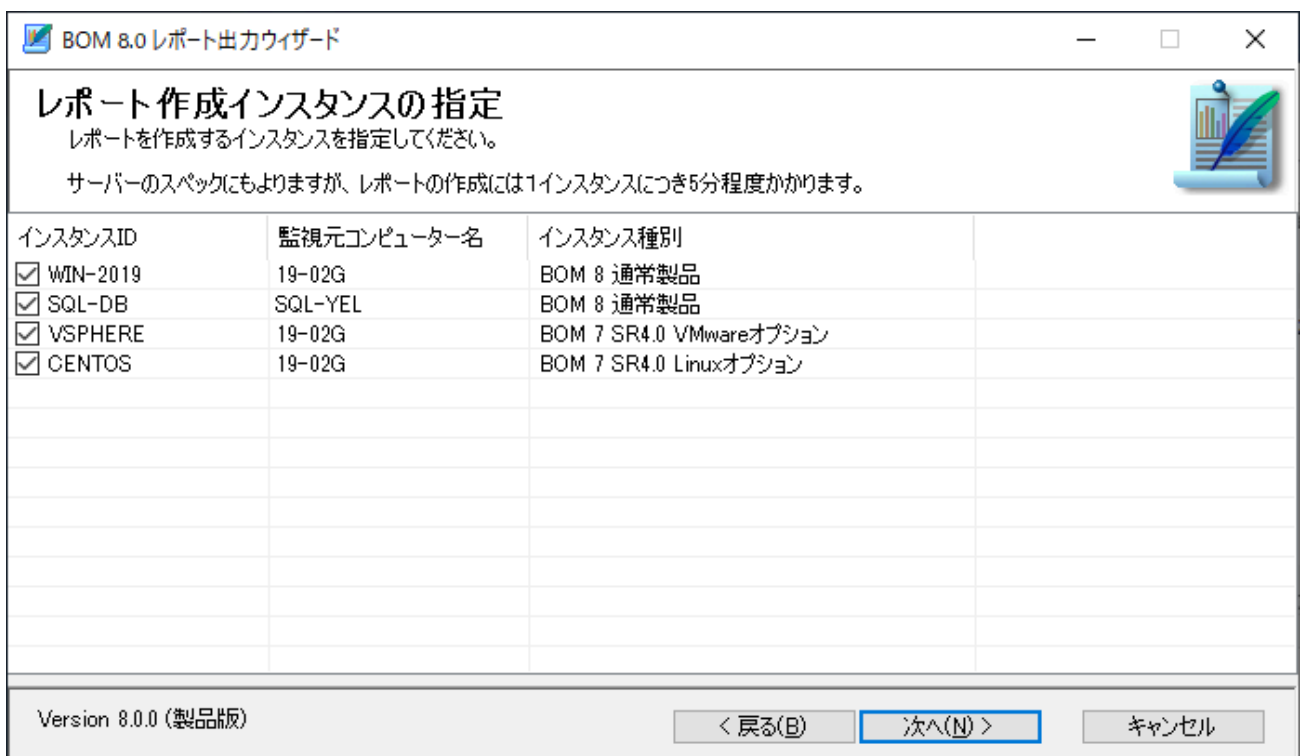 BOM 8.0 レポート出力ウィザード
レポート作成インスタンスの指定
レポートを作成するインスタンスを指定してください。
サーバーのスペックにもよりますが、レポートの作成には1インスタンスにつき5分程度かかります。
インスタンスID 監視元コンピューター名 インスタンス種別
WIN-2019 19-02G BOM 8 通常製品
SQL-DB SQL-YEL BOM 8 通常製品
VSPHERE 19-02G BOM 7 SR4.0 VMwareオプション
CENTOS 19-02G BOM 7 SR4.0 Linuxオプション
Version 8.0.0 (製品版) < 戻る(B) 次へ(N) > キャンセル